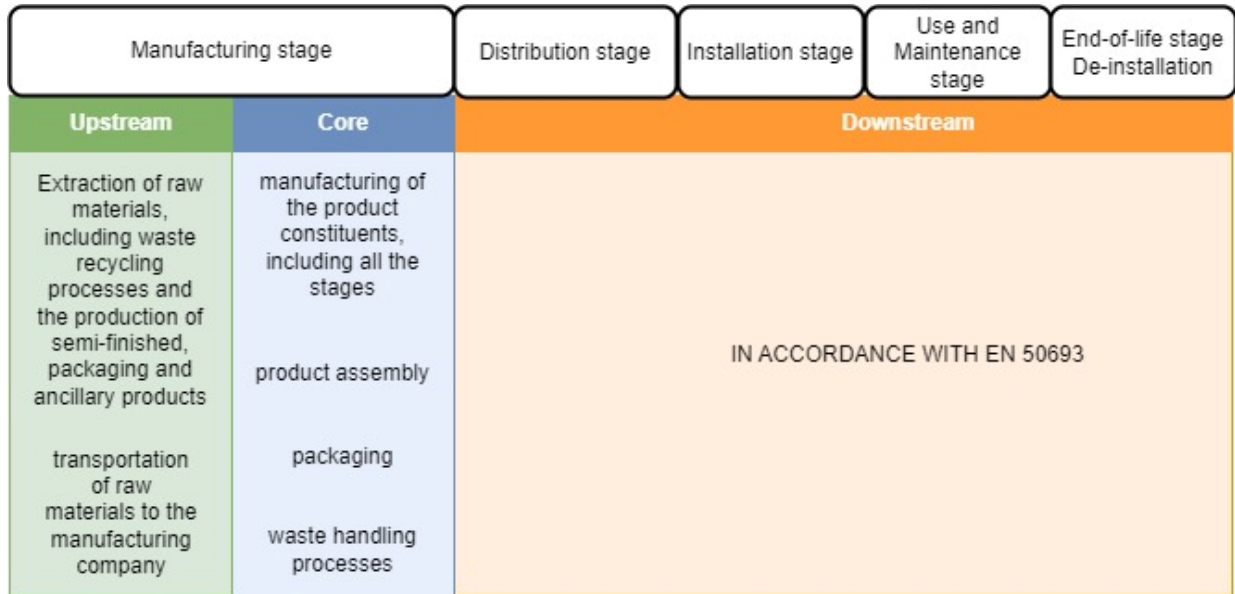 Manufacturing stage
Distribution stage
Installation stage
Use and
Maintenance
stage
End-of-life stage
De-installation
Upstream
Core
Downstream
Extraction of raw
materials,
including waste
recycling
processes and
the production of
semi-finished,
packaging and
ancillary products
transportation
of raw
materials to the
manufacturing
company
manufacturing of
the product
constituents,
including all the
stages
product assembly
packaging
waste handling
processes
IN ACCORDANCE WITH EN 50693